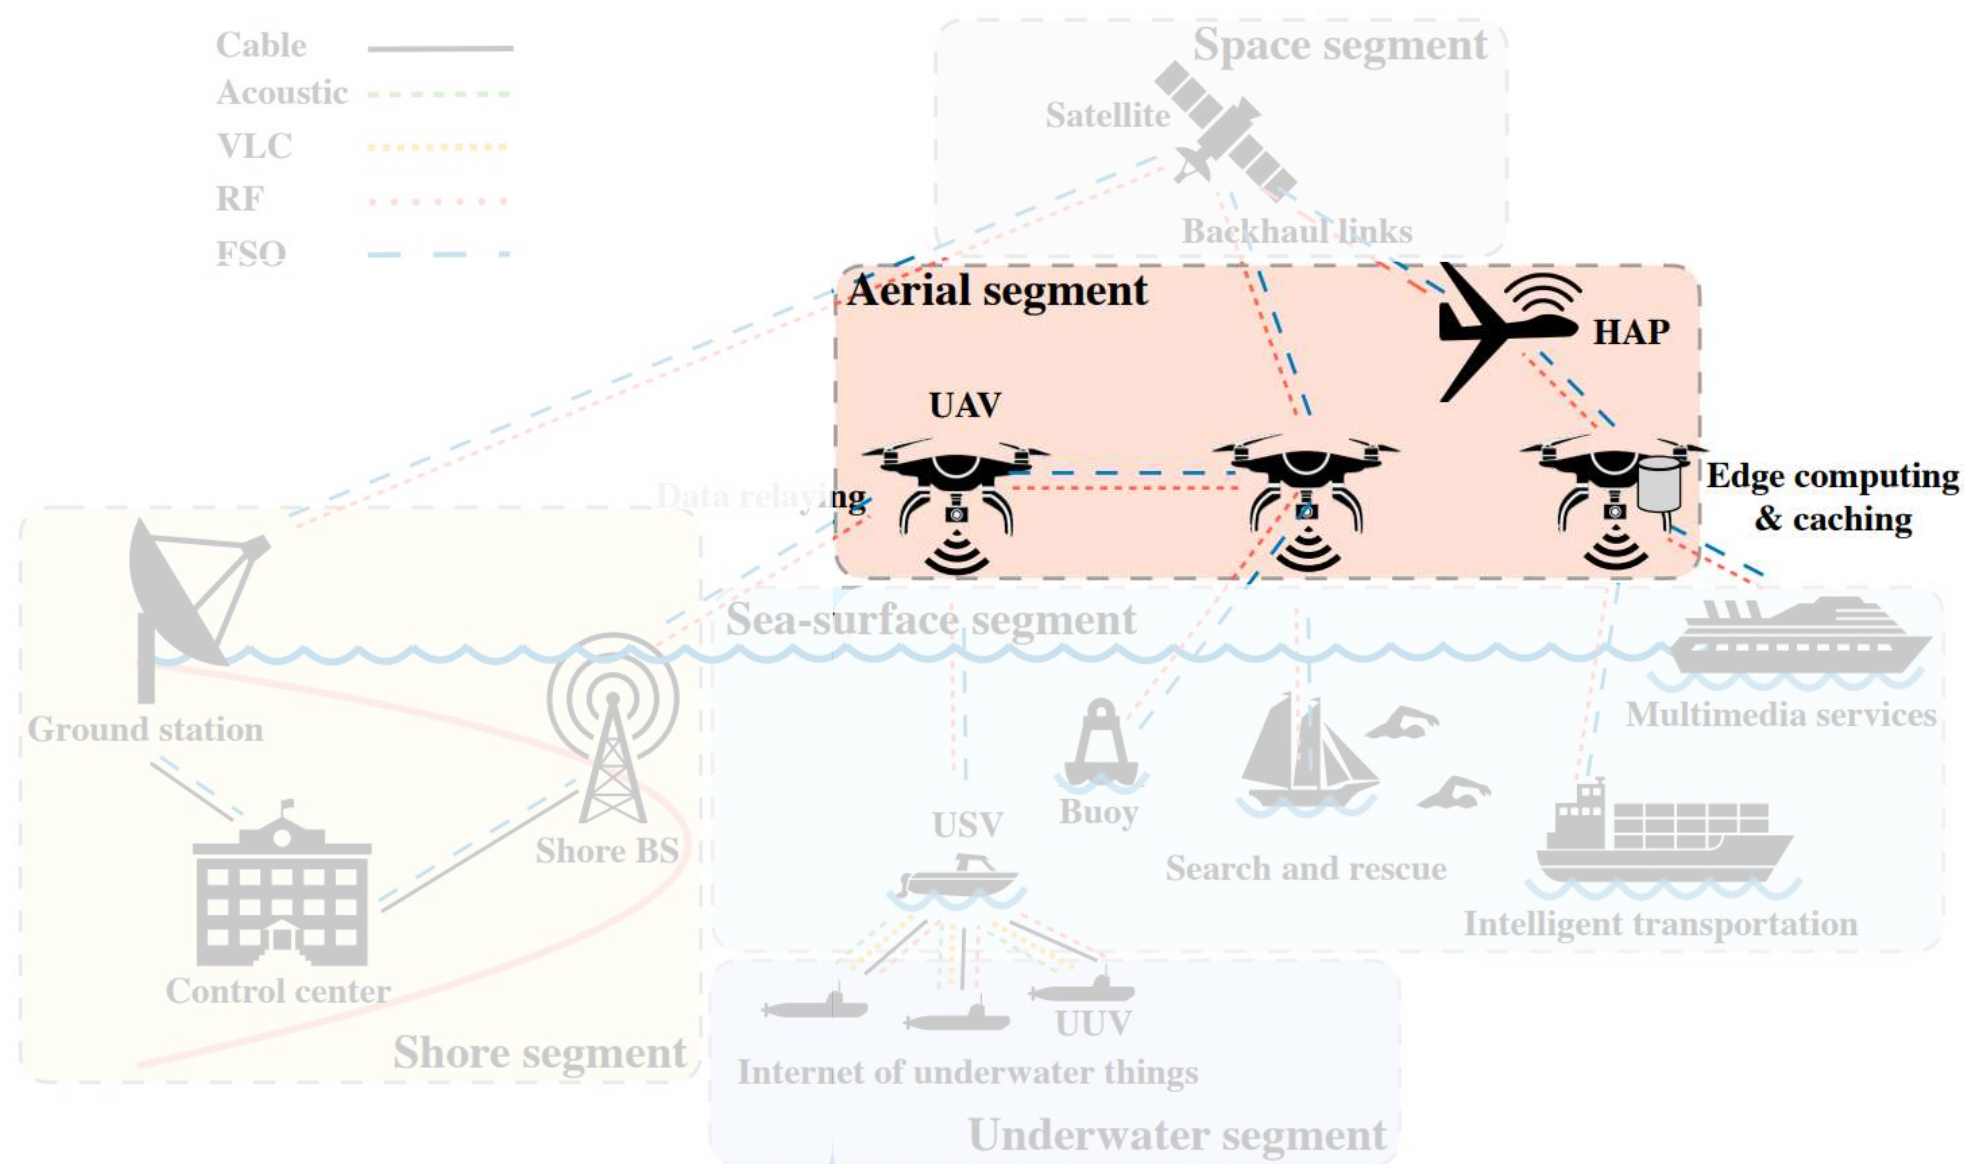 Cable
Acoustic
VLC
RF
FSO
Space segment
Satellite
Backhaul links
Aerial segment
HAP
UAV
Data relaying
Edge computing
& caching
Sea-surface segment
Ground station
Multimedia services
Buoy
USV
Shore BS
Search and rescue
Intelligent transportation
Control center
UUV
Shore segment
Internet of underwater things
Underwater segment